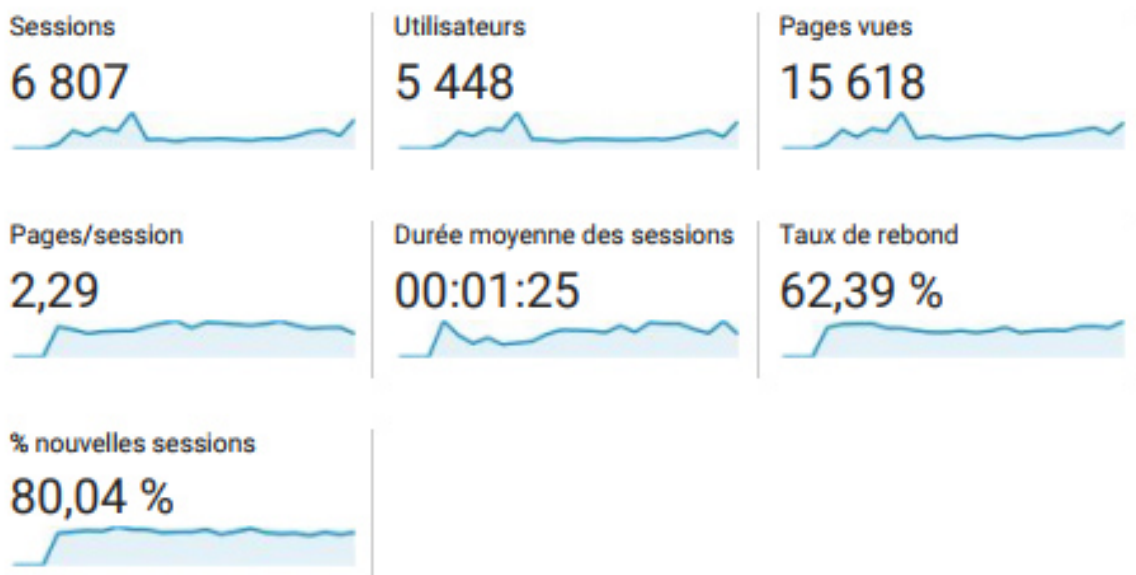 Sessions
6 807
Utilisateurs
5 448
Pages vues
15 618
Pages/session
2,29
Durée moyenne des sessions
00:01:25
Taux de rebond
62,39 %
% nouvelles sessions
80,04 %